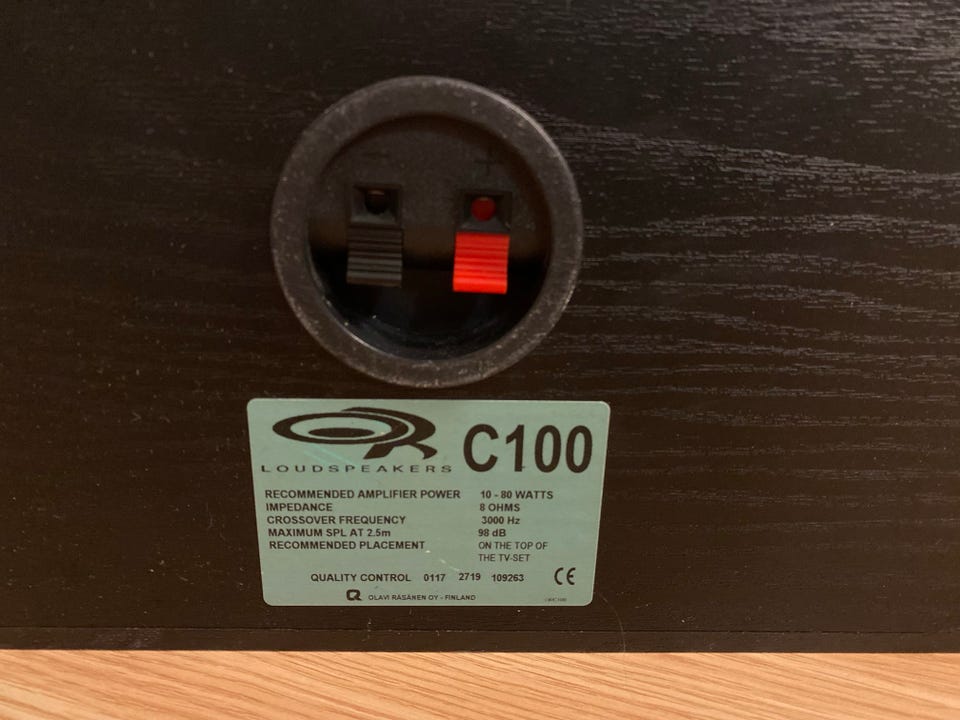 - +
OR C100
LOUDSPEAKERS
RECOMMENDED AMPLIFIER POWER 10 - 80 WATTS
IMPEDANCE 8 OHMS
CROSSOVER FREQUENCY 3000 Hz
MAXIMUM SPL AT 2.5m 98 dB
RECOMMENDED PLACEMENT ON THE TOP OF
THE TV-SET
QUALITY CONTROL 0117 2719 109263 CE
OLAVI RÄSÄNEN OY - FINLAND